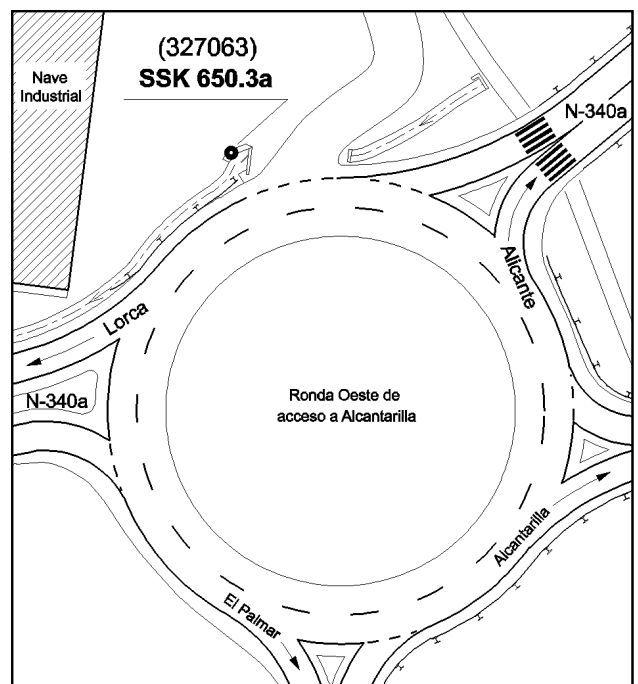 (327063)
SSK 650.3a
Nave
Industrial
N-340a
Alicante
Lorca
N-340a
Ronda Oeste de
acceso a Alcantarilla
Alcantarilla
El Palmar